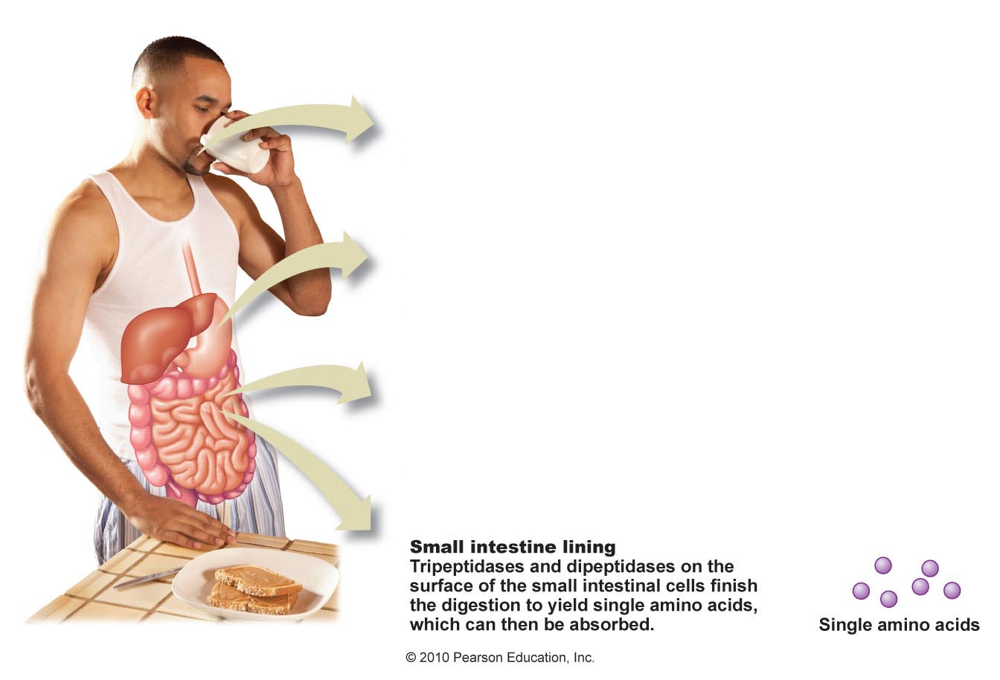 Small intestine lining
Tripeptidases and dipeptidases on the
surface of the small intestinal cells finish
the digestion to yield single amino acids,
which can then be absorbed.
Single amino acids
© 2010 Pearson Education, Inc.